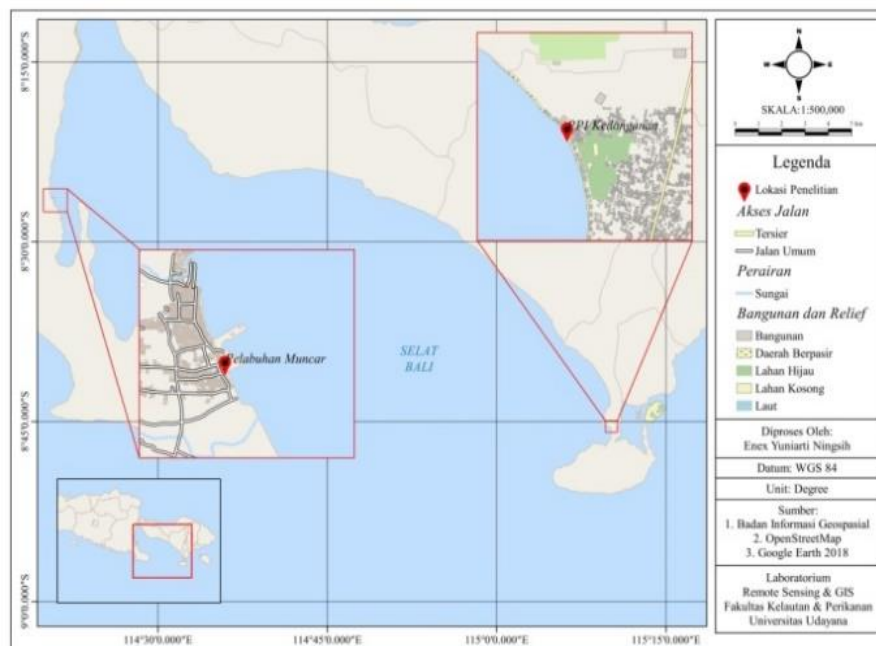 8°15'0.000"S
8°30'0.000"S
8°45'0.000"S
9°0'0.000"S
114°30'0.000"E
114°45'0.000"E
115°0'0.000"E
115°15'0.000"E
PPI Kedonganan
Pelabuhan Muncar
SELAT
BALI
N
W
E
S
SKALA:1:500,000
Legenda
Lokasi Penelitian
Akses Jalan
Tersier
Jalan Umum
Perairan
Sungai
Bangunan dan Relief
Bangunan
Daerah Berpasir
Lahan Hijau
Lahan Kosong
Laut
Diproses Oleh:
Enex Yuniarti Ningsih
Datum: WGS 84
Unit: Degree
Sumber:
1. Badan Informasi Geospasial
2. OpenStreetMap
3. Google Earth 2018
Laboratorium
Remote Sensing & GIS
Fakultas Kelautan & Perikanan
Universitas Udayana